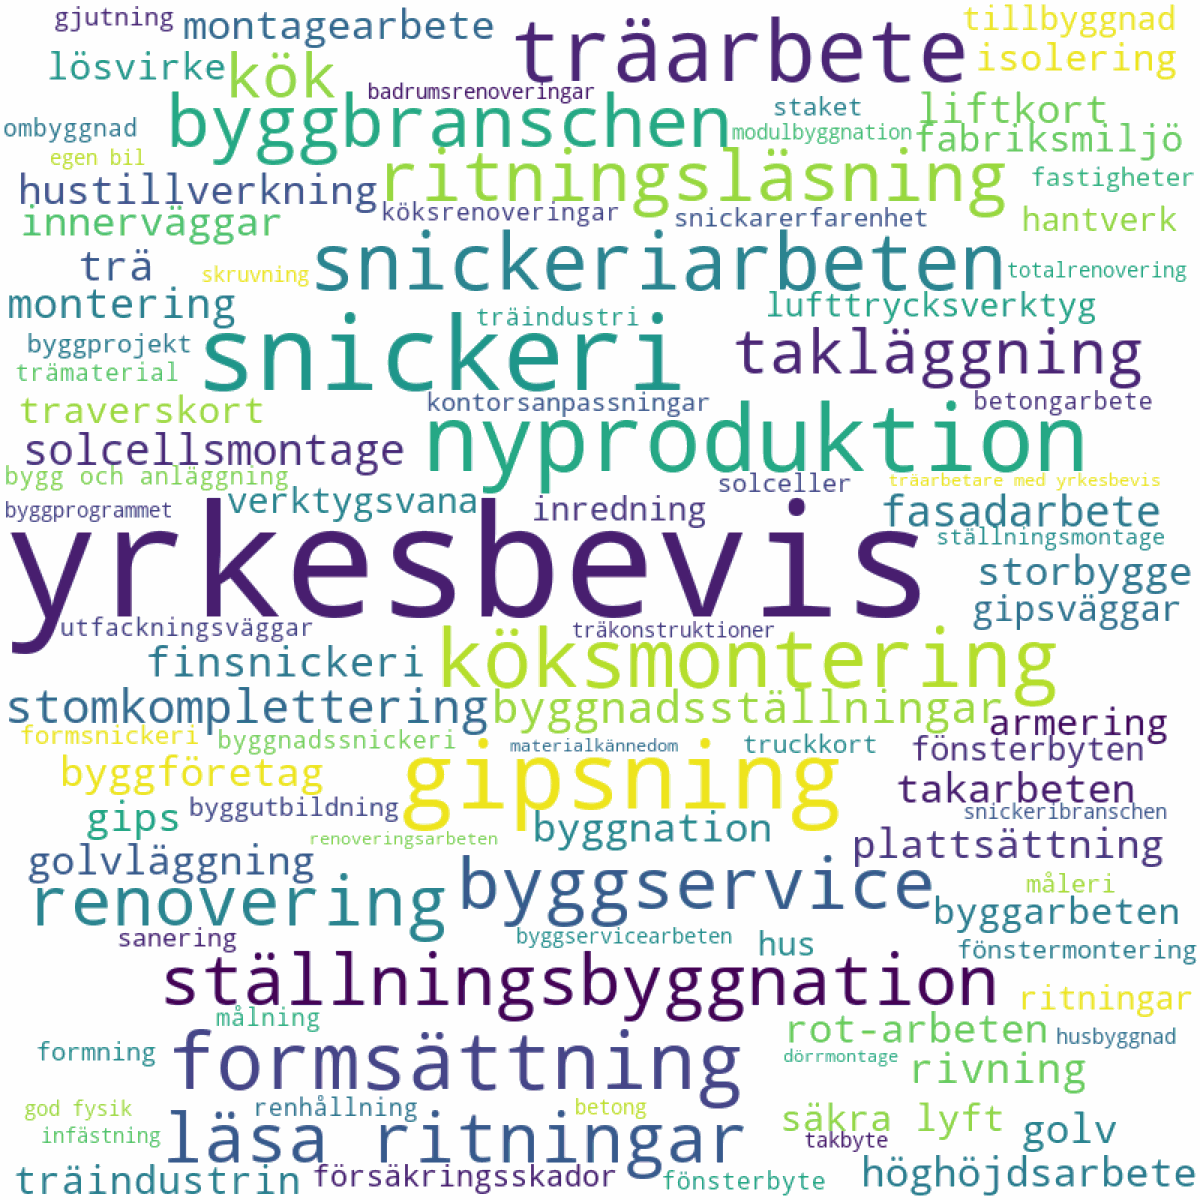 gjutning
montagearbete
träarbete
tillbyggnad
lösvirke
kök
isolering
badrumsrenoveringar
byggbranschen
staket
liftkort
ombyggnad
modulbyggnation
fabriksmiljö
egen bil
hustillverkning
ritningsläsning
fastigheter
innerväggar
köksrenoveringar
snickarerfarenhet
hantverk
trä
skruvning
snickeriarbeten
totalrenovering
montering
träindustri
lufttrycksverktyg
byggprojekt
snickeri
takläggning
trämaterial
traverskort
kontorsanpassningar
betongarbete
solcellsmontage
nyproduktion
bygg och anläggning
solceller
träarbetare med yrkesbevis
byggprogrammet
verktygsvana
inredning
fasadarbete
yrkesbevis
ställningsmontage
storbygge
gipsväggar
utfackningsväggar
träkonstruktioner
finsnickeri
köksmontering
stomkomplettering
byggnadsställningar
armering
formsnickeri
byggnadssnickeri
materialkännedom
truckkort
fönsterbyten
byggföretag
gipsning
takarbeten
gips
byggutbildning
snickeribranschen
renoveringsarbeten
byggnation
plattsättning
golvläggning
renovering
byggservice
måleri
byggarbeten
sanering
byggservicearbeten
hus
fönstermontering
ställningsbyggnation
ritningar
målning
rot-arbeten
husbyggnad
formning
formsättning
dörrmontage
rivning
god fysik
renhållning
betong
säkra lyft
golv
infästning
läsa ritningar
takbyte
träindustrin
försäkringsskador
fönsterbyte
höghöjdsarbete